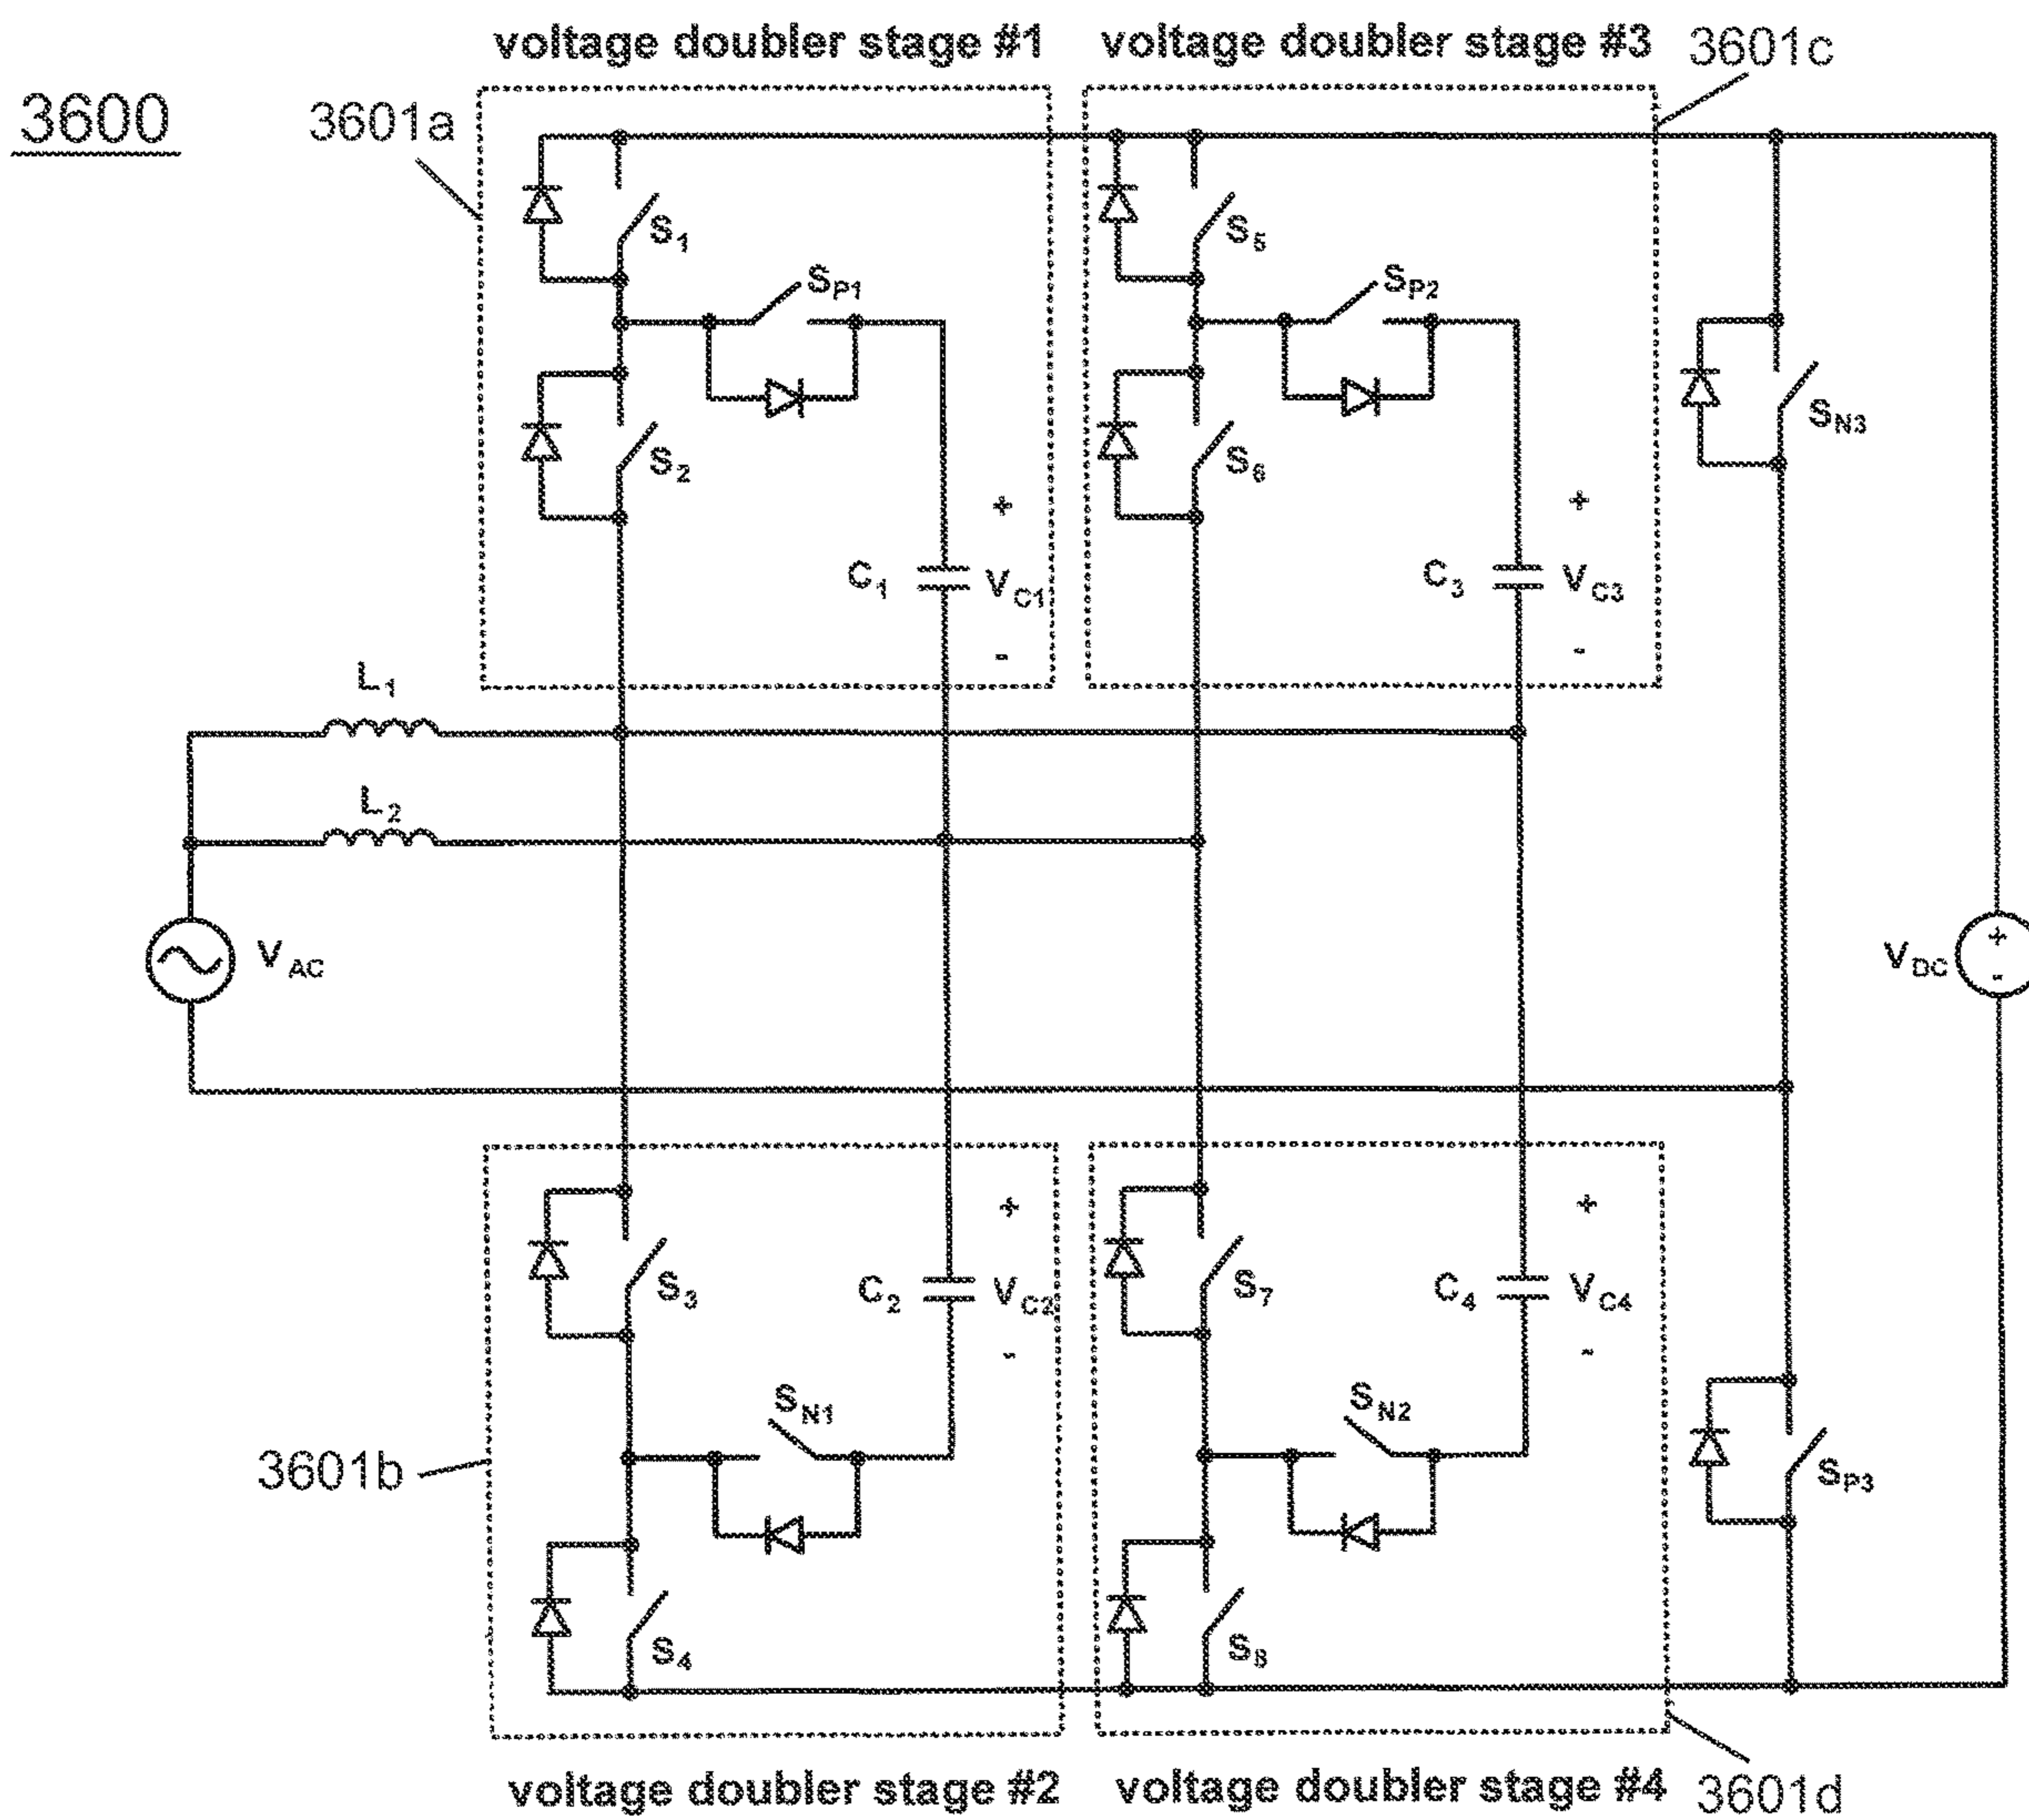 voltage doubler stage #1
voltage doubler stage #3
3601c
3600
3601a
S1
S5
SP1
SP2
SN3
S2
S6
+
+
C1
VC1
C3
VC3
-
-
L1
L2
VAC
VDC
+
-
+
+
S3
C2
VC2
S7
C4
VC4
-
-
SN1
SN2
3601b
SP3
S4
S8
voltage doubler stage #2
voltage doubler stage #4
3601d